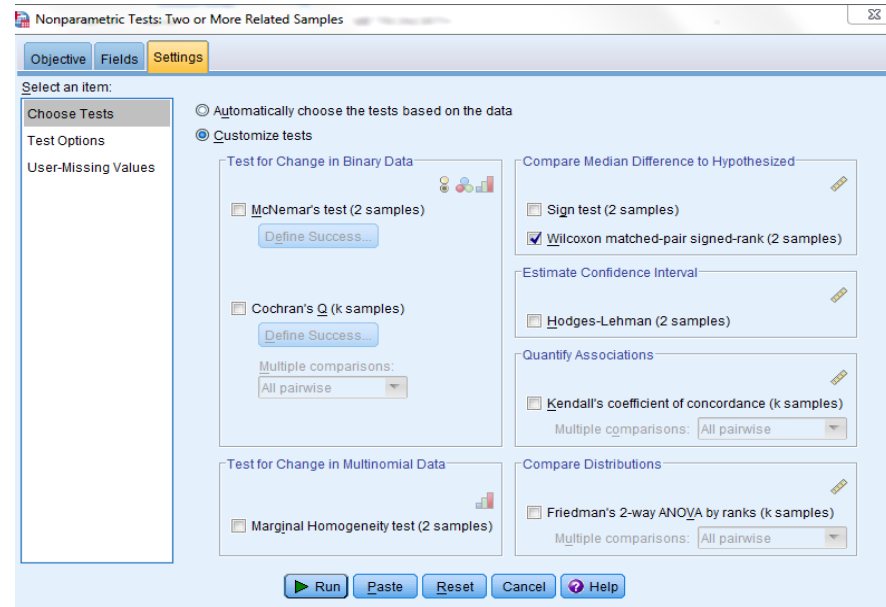 Nonparametric Tests: Two or More Related Samples
Objective Fields Settings
Select an item:
Choose Tests
Test Options
User-Missing Values
Automatically choose the tests based on the data
Customize tests
Test for Change in Binary Data
McNemar's test (2 samples)
Define Success...
Cochran's Q (k samples)
Define Success...
Multiple comparisons:
All pairwise
Test for Change in Multinomial Data
Marginal Homogeneity test (2 samples)
Compare Median Difference to Hypothesized
Sign test (2 samples)
Wilcoxon matched-pair signed-rank (2 samples)
Estimate Confidence Interval
Hodges-Lehman (2 samples)
Quantify Associations
Kendall's coefficient of concordance (k samples)
Multiple comparisons: All pairwise
Compare Distributions
Friedman's 2-way ANOVA by ranks (k samples)
Multiple comparisons: All pairwise
Run Paste Reset Cancel Help